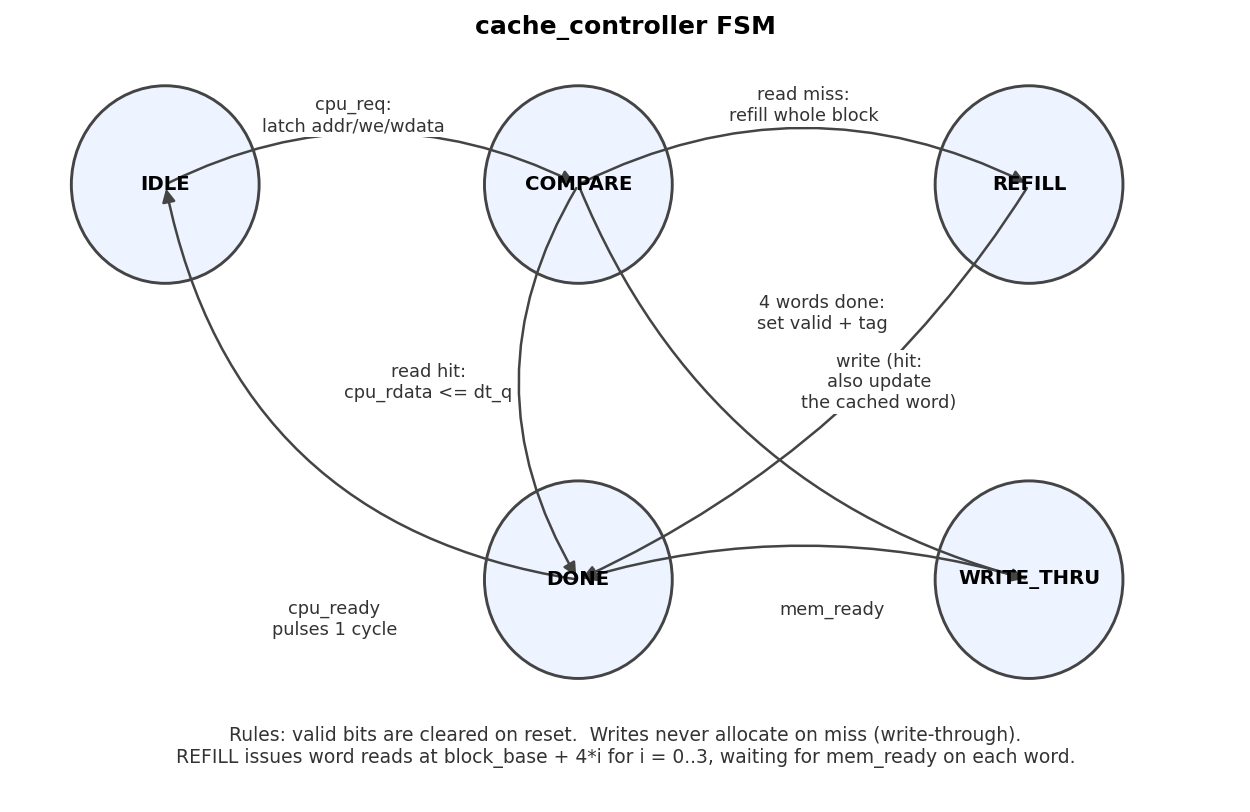 cache_controller FSM
cpu_req:
latch addr/we/wdata
read miss:
refill whole block
IDLE
COMPARE
REFILL
4 words done:
set valid + tag
write (hit:
also update
the cached word)
read hit:
cpu_rdata <= dt_q
DONE
WRITE_THRU
cpu_ready
pulses 1 cycle
mem_ready
Rules: valid bits are cleared on reset.  Writes never allocate on miss (write-through).
REFILL issues word reads at block_base + 4*i for i = 0..3, waiting for mem_ready on each word.